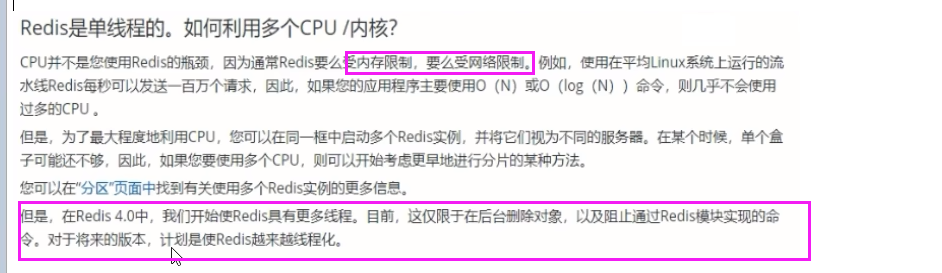 Redis是单线程的。如何利用多个CPU /内核？
CPU并不是您使用Redis的瓶颈，因为通常Redis要么受内存限制，要么受网络限制。例如，使用在平均Linux系统上运行的流
水线Redis每秒可以发送一百万个请求，因此，如果您的应用程序主要使用O（N）或O（log（N））命令，则几乎不会使用
过多的CPU 。
但是，为了最大程度地利用CPU，您可以在同一框中启动多个Redis实例，并将它们视为不同的服务器。在某个时候，单个盒
子可能还不够，因此，如果您要使用多个CPU，则可以开始考虑更早地进行分片的某种方法。
您可以在“分区”页面中找到有关使用多个Redis实例的更多信息。
但是，在Redis 4.0中，我们开始使Redis具有更多线程。目前，这仅限于在后台删除对象，以及阻止通过Redis模块实现的命
令。对于将来的版本，计划是使Redis越来越线程化。